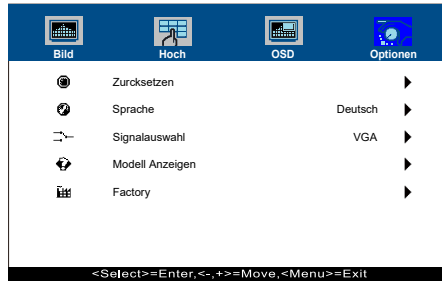 Bild Hoch OSD Optionen
Zurcksetzen
Sprache Deutsch
Signalauswahl VGA
Modell Anzeigen
Factory
<Select>=Enter,<-,+>=Move,<Menu>=Exit